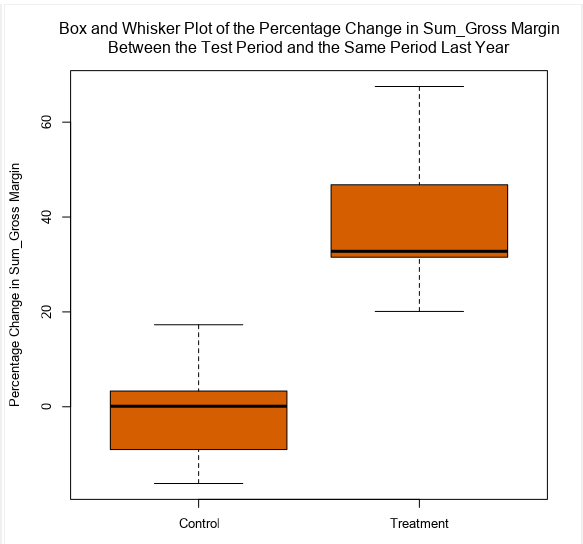 Box and Whisker Plot of the Percentage Change in Sum_Gross Margin
Between the Test Period and the Same Period Last Year
Percentage Change in Sum_Gross Margin
60
40
20
0
Control
Treatment